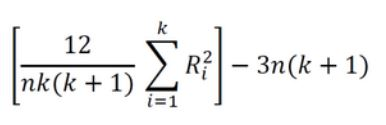 [12/(nk(k + 1)) ∑_{i=1}^{k} R_i^2] − 3n(k + 1)